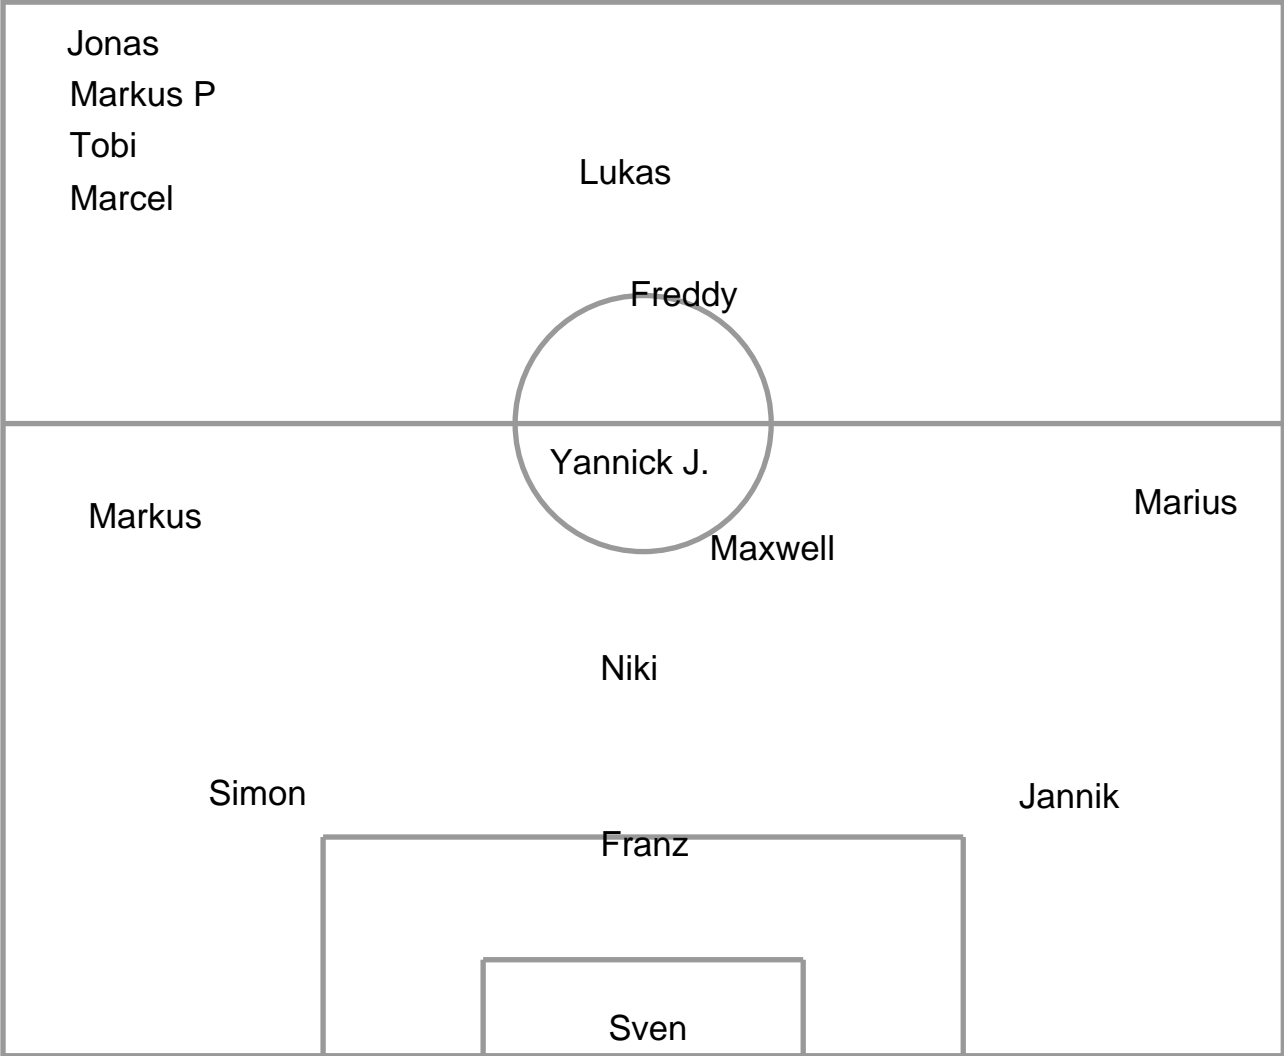 Jonas
Markus P
Tobi
Lukas
Marcel
Freddy
Yannick J.
Marius
Markus
Maxwell
Niki
Simon
Jannik
Franz
Sven